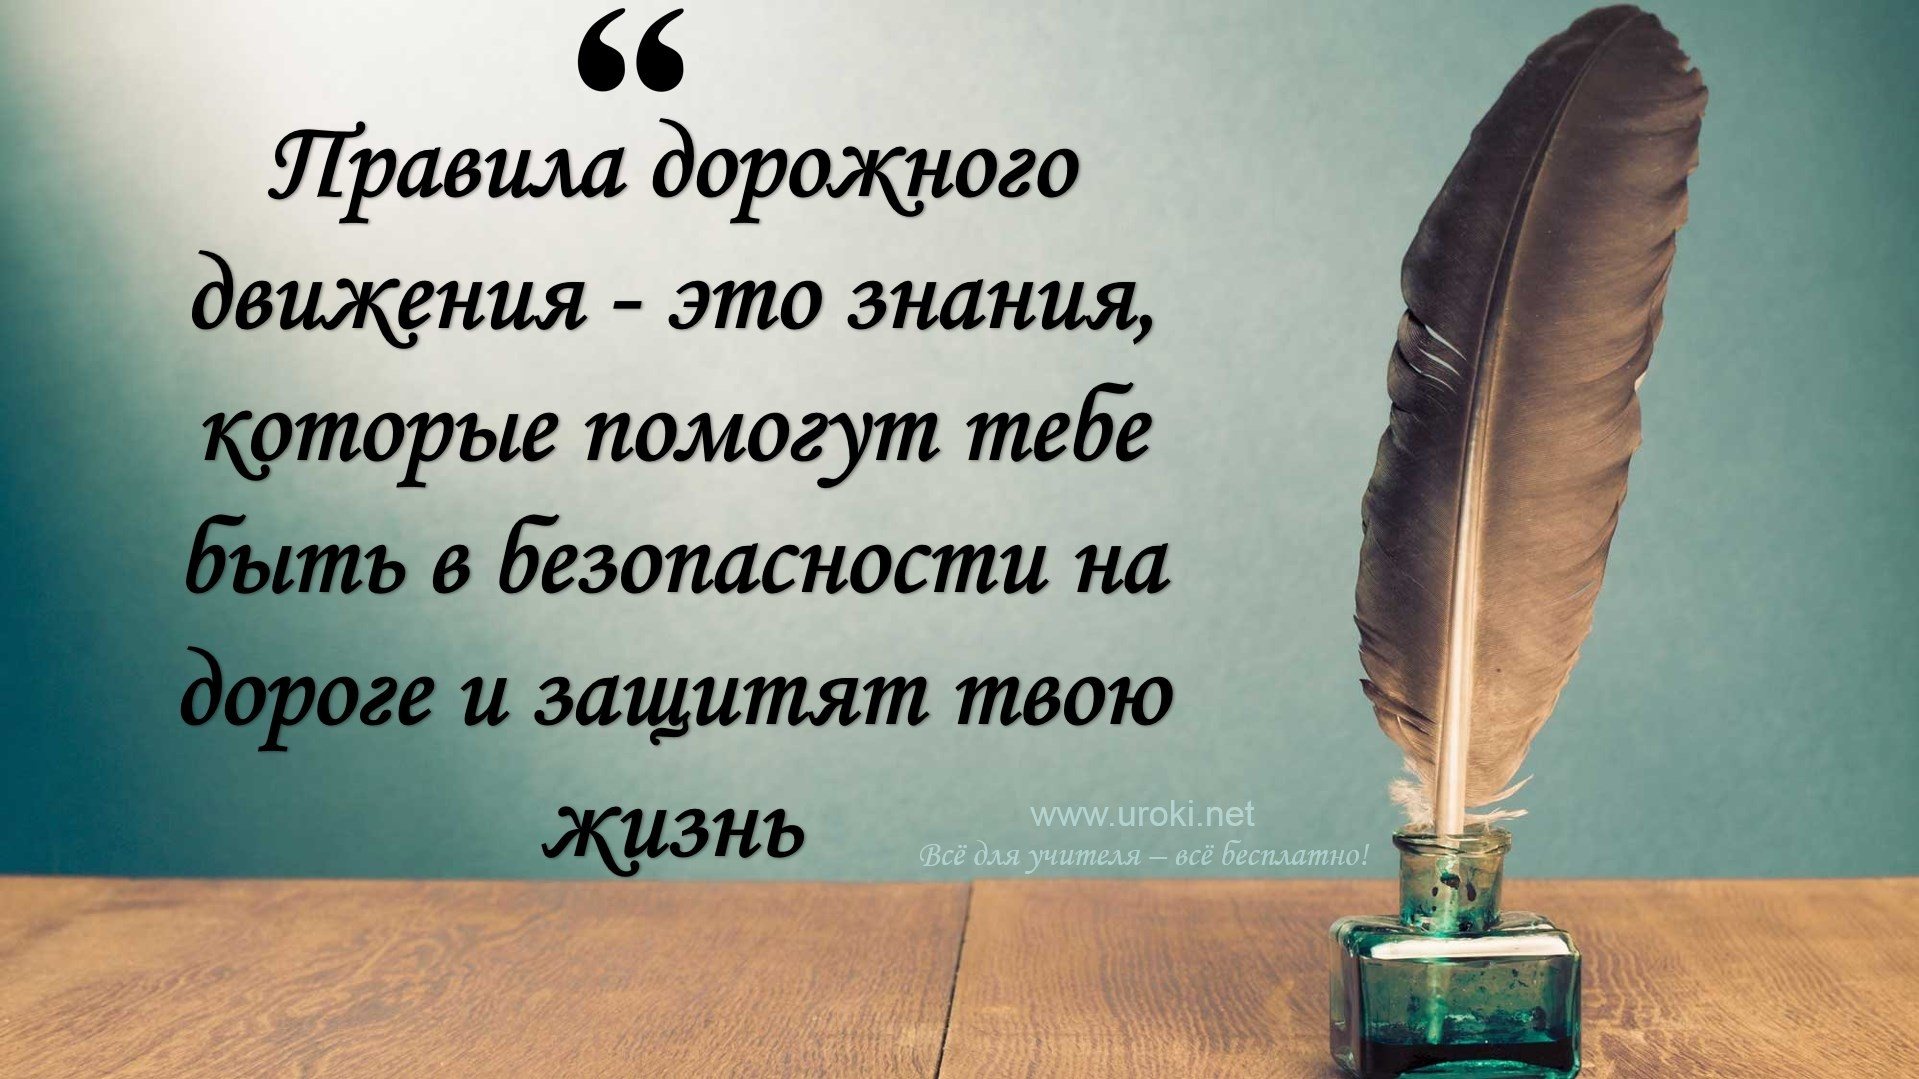 “
Правила дорожного
движения - это знания,
которые помогут тебе
быть в безопасности на
дороге и защитят твою
жизнь
www.uroki.net
Всё для учителя – всё бесплатно!